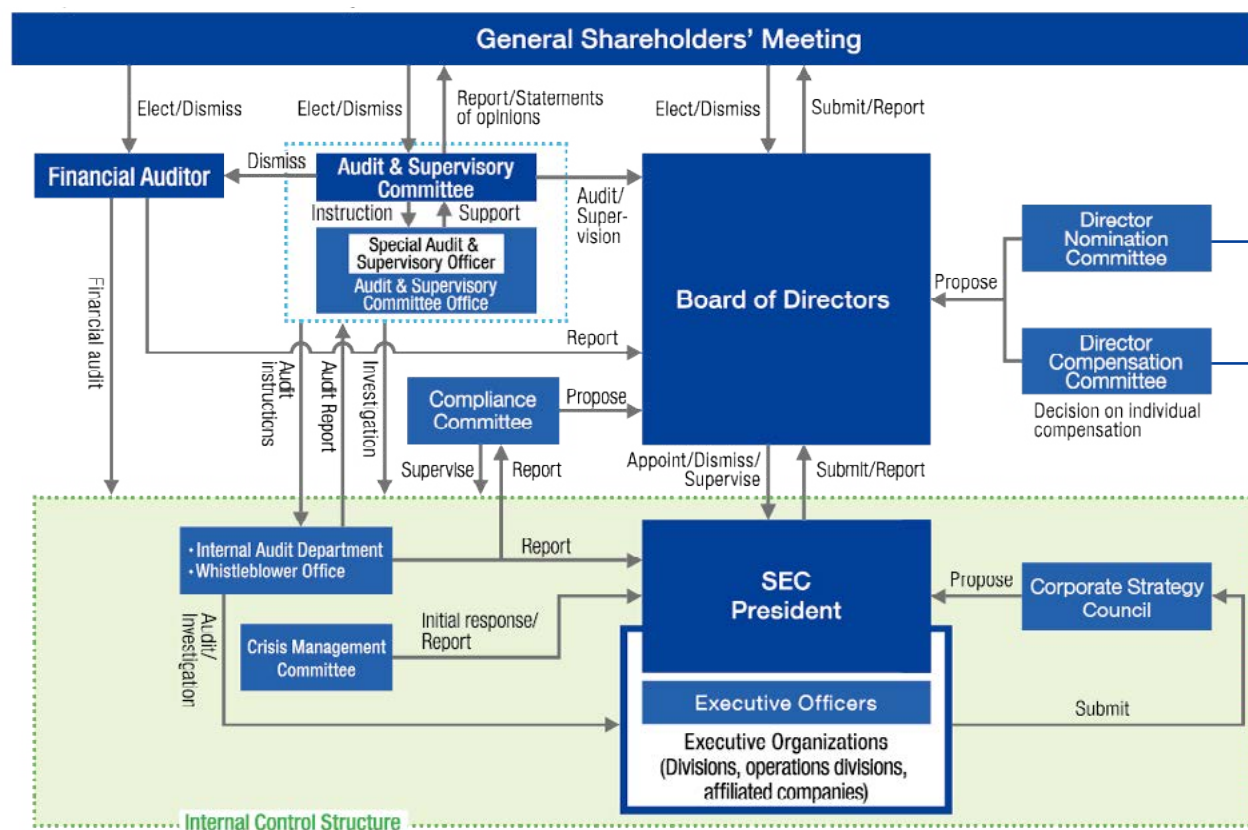 General Shareholders' Meeting
Elect/Dismiss
Elect/Dismiss
Report/Statements
of opinions
Elect/Dismiss
Submit/Report
Financial Auditor
Dismiss
Audit & Supervisory
Committee
Audit/
Super-
vision
Instruction
Support
Special Audit &
Supervisory Officer
Audit & Supervisory
Committee Office
Board of Directors
Director
Nomination
Committee
Propose
Director
Compensation
Committee
Decision on individual
compensation
Financial audit
Report
Audit
instructions
Audit Report
Investigation
Compliance
Committee
Propose
Supervise
Report
Appoint/Dismiss/
Supervise
Submit/Report
• Internal Audit Department
• Whistleblower Office
Report
SEC
President
Propose
Corporate Strategy
Council
Audit/
Investigation
Initial response/
Report
Crisis Management
Committee
Executive Officers
Submit
Executive Organizations
(Divisions, operations divisions,
affiliated companies)
Internal Control Structure